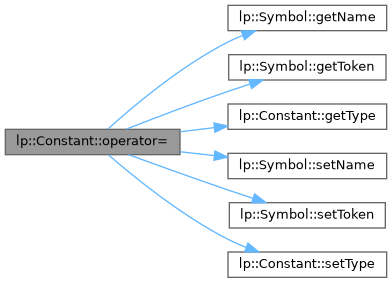 lp::Symbol::getName
lp::Symbol::getToken
lp::Constant::getType
lp::Constant::operator=
lp::Symbol::setName
lp::Symbol::setToken
lp::Constant::setType